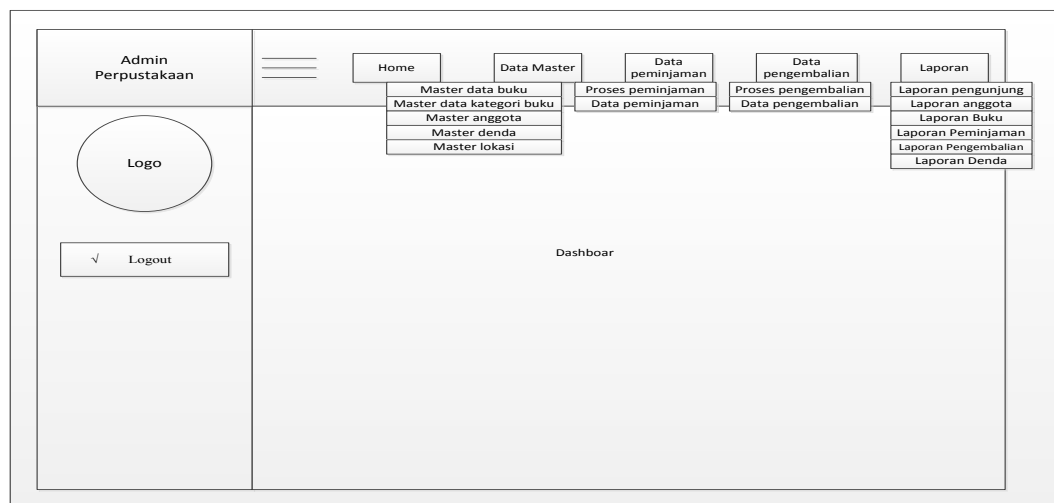 Admin
Perpustakaan
Home
Data Master
Data
peminjaman
Data
pengembalian
Laporan
Master data buku
Master data kategori buku
Master anggota
Master denda
Master lokasi
Proses peminjaman
Data peminjaman
Proses pengembalian
Data pengembalian
Laporan pengunjung
Laporan anggota
Laporan Buku
Laporan Peminjaman
Laporan Pengembalian
Laporan Denda
Logo
√ Logout
Dashboar